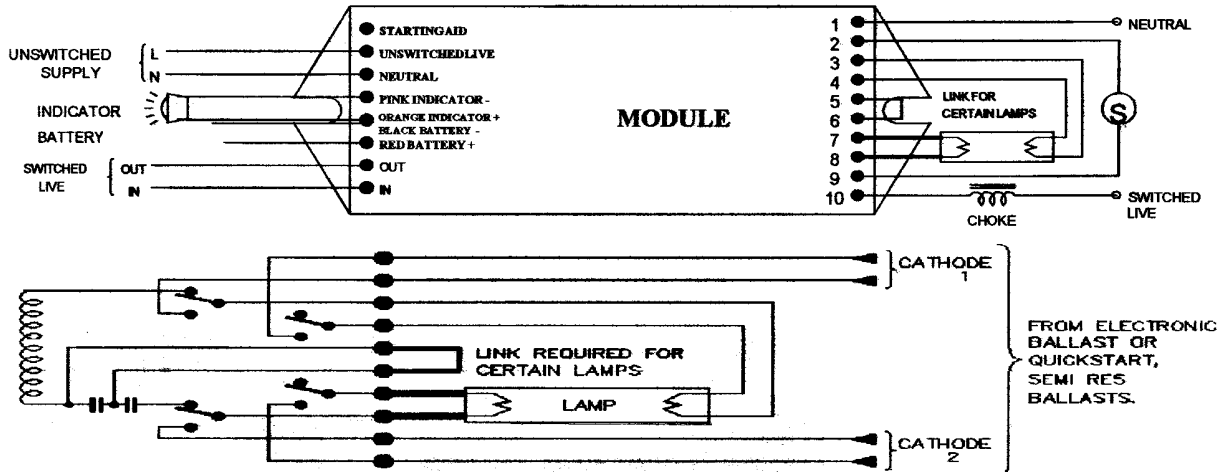 STARTINGAID
UNSWITCHED SUPPLY
L
N
UNSWITCHEDLIVE
NEUTRAL
INDICATOR
PINK INDICATOR -
ORANGE INDICATOR +
BATTERY
BLACK BATTERY -
RED BATTERY +
SWITCHED LIVE
OUT
IN
OUT
IN
MODULE
1
2
3
4
5
6
7
8
9
10
NEUTRAL
LINK FOR
CERTAIN LAMPS
S
CHOKE
SWITCHED
LIVE
CATHODE
1
LINK REQUIRED FOR
CERTAIN LAMPS
LAMP
CATHODE
2
FROM ELECTRONIC
BALLAST OR
QUICKSTART,
SEMI RES
BALLASTS.